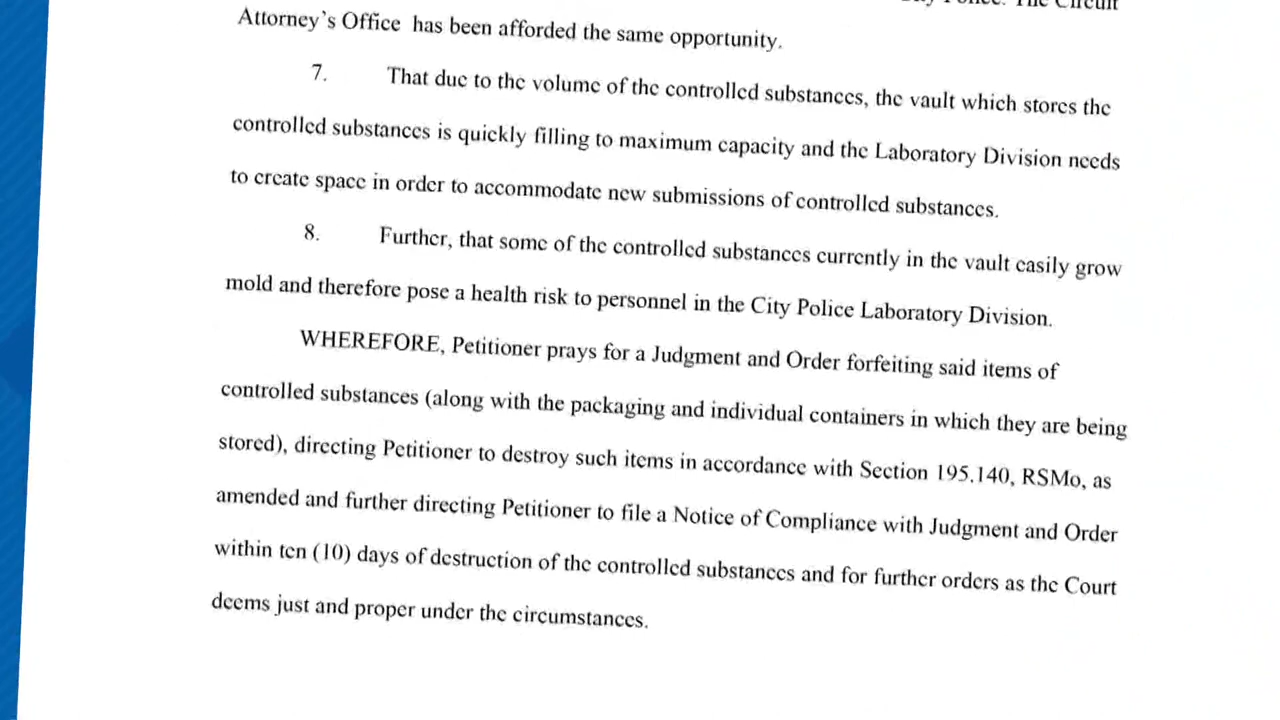 Police. The Circuit
Attorney's Office has been afforded the same opportunity.
7. That due to the volume of the controlled substances, the vault which stores the
controlled substances is quickly filling to maximum capacity and the Laboratory Division needs
to create space in order to accommodate new submissions of controlled substances.
8. Further, that some of the controlled substances currently in the vault easily grow
mold and therefore pose a health risk to personnel in the City Police Laboratory Division.
WHEREFORE, Petitioner prays for a Judgment and Order forfeiting said items of
controlled substances (along with the packaging and individual containers in which they are being
stored), directing Petitioner to destroy such items in accordance with Section 195.140, RSMo, as
amended and further directing Petitioner to file a Notice of Compliance with Judgment and Order
within ten (10) days of destruction of the controlled substances and for further orders as the Court
deems just and proper under the circumstances.